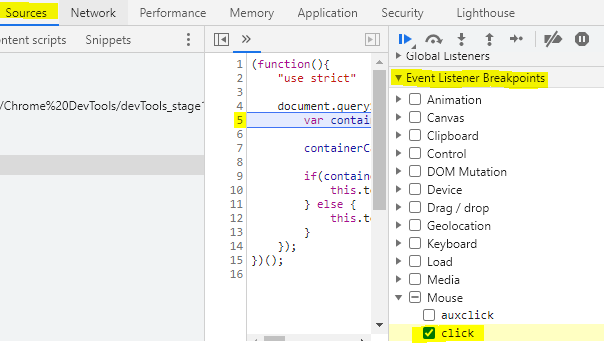 Sources Network Performance Memory Application Security Lighthouse
ontent scripts Snippets
/Chrome%20DevTools/devTools_stage
1 (function(){
2 "use strict"
3
4 document.query
5 var contai
6
7 containerC
8
9 if(containe
10 this.te
11 } else {
12 this.te
13 }
14 });
15 })();
16
Global Listeners
Event Listener Breakpoints
Animation
Canvas
Clipboard
Control
DOM Mutation
Device
Drag / drop
Geolocation
Keyboard
Load
Media
Mouse
auxclick
click